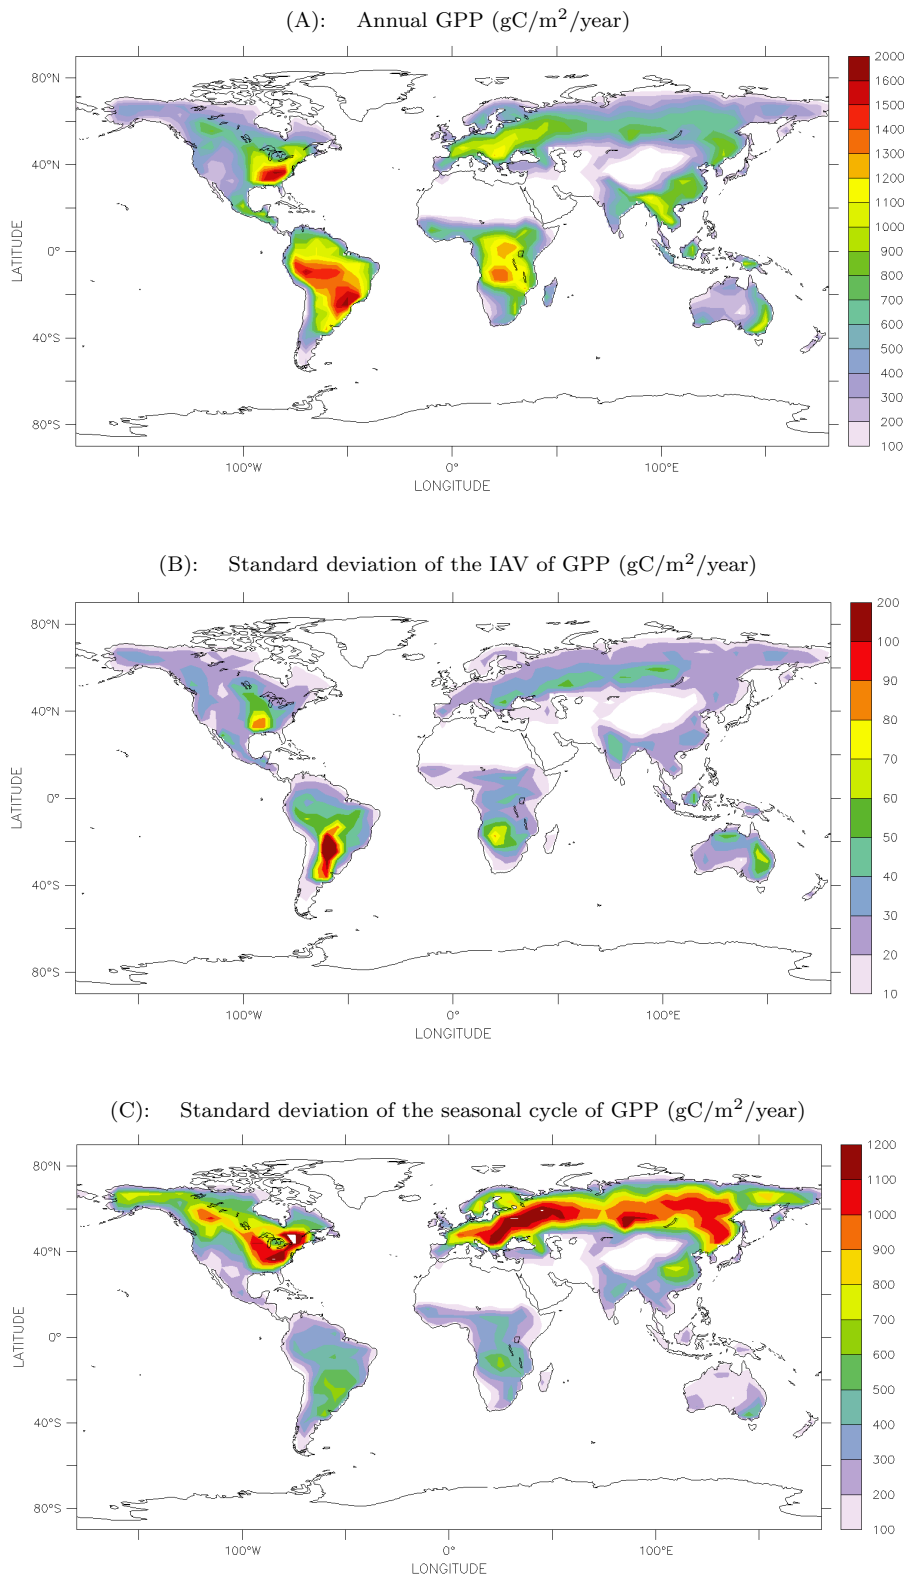 (A): Annual GPP (gC/m²/year)
80°N
40°N
0°
40°S
80°S
LATITUDE
100°W 0° 100°E
LONGITUDE
2000
1600
1500
1400
1300
1200
1100
1000
900
800
700
600
500
400
300
200
100
(B): Standard deviation of the IAV of GPP (gC/m²/year)
80°N
40°N
0°
40°S
80°S
LATITUDE
100°W 0° 100°E
LONGITUDE
200
100
90
80
70
60
50
40
30
20
10
(C): Standard deviation of the seasonal cycle of GPP (gC/m²/year)
80°N
40°N
0°
40°S
80°S
LATITUDE
100°W 0° 100°E
LONGITUDE
1200
1100
1000
900
800
700
600
500
400
300
200
100